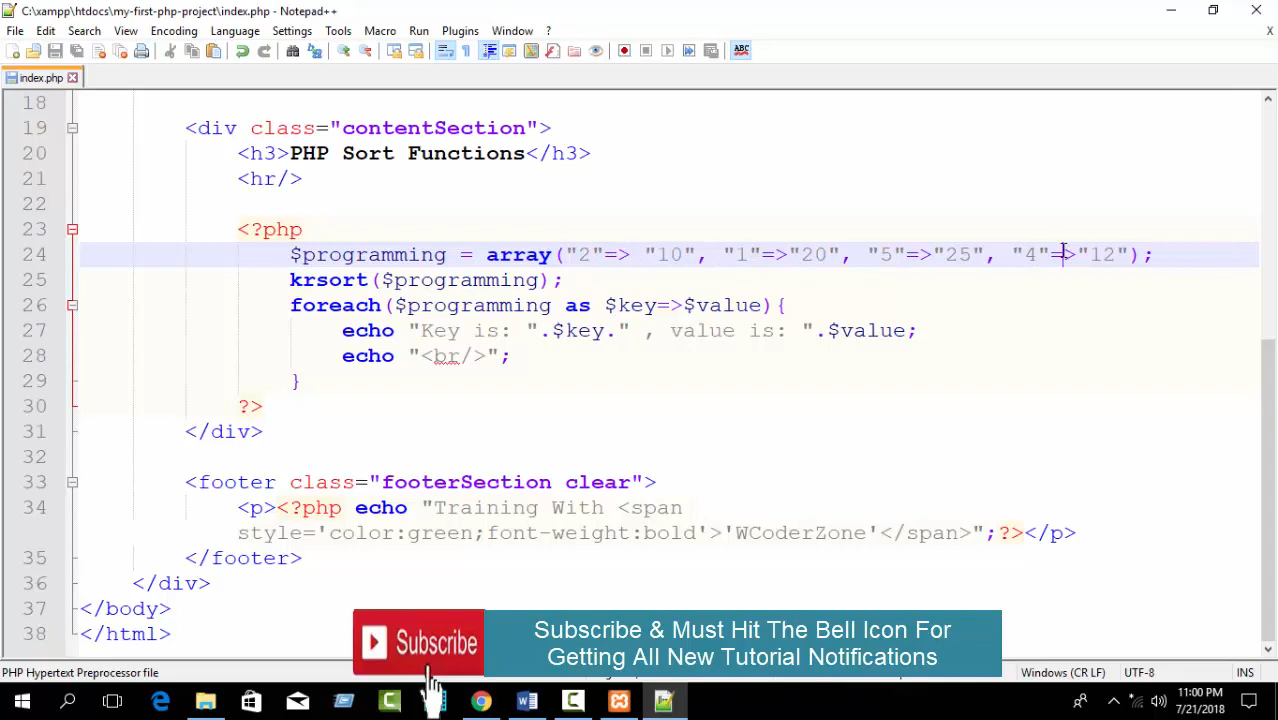 C:\xampp\htdocs\my-first-php-project\index.php - Notepad++
File Edit Search View Encoding Language Settings Tools Macro Run Plugins Window ? X
ABC
index.php
18
19 <div class="contentSection">
20 <h3>PHP Sort Functions</h3>
21 <hr/>
22
23 <?php
24 $programming = array("2"=> "10", "1"=>"20", "5"=>"25", "4"=>"12");
25 krsort($programming);
26 foreach($programming as $key=>$value){
27 echo "Key is: ".$key." , value is: ".$value;
28 echo "<br/>";
29 }
30 ?>
31 </div>
32
33 <footer class="footerSection clear">
34 <p><?php echo "Training With <span
style='color:green;font-weight:bold'>'WCoderZone'</span>";?></p>
35 </footer>
36 </div>
37 </body>
38 </html>
Subscribe
Subscribe & Must Hit The Bell Icon For
Getting All New Tutorial Notifications
PHP Hypertext Preprocessor file Windows (CR LF) UTF-8 INS
11:00 PM
7/21/2018